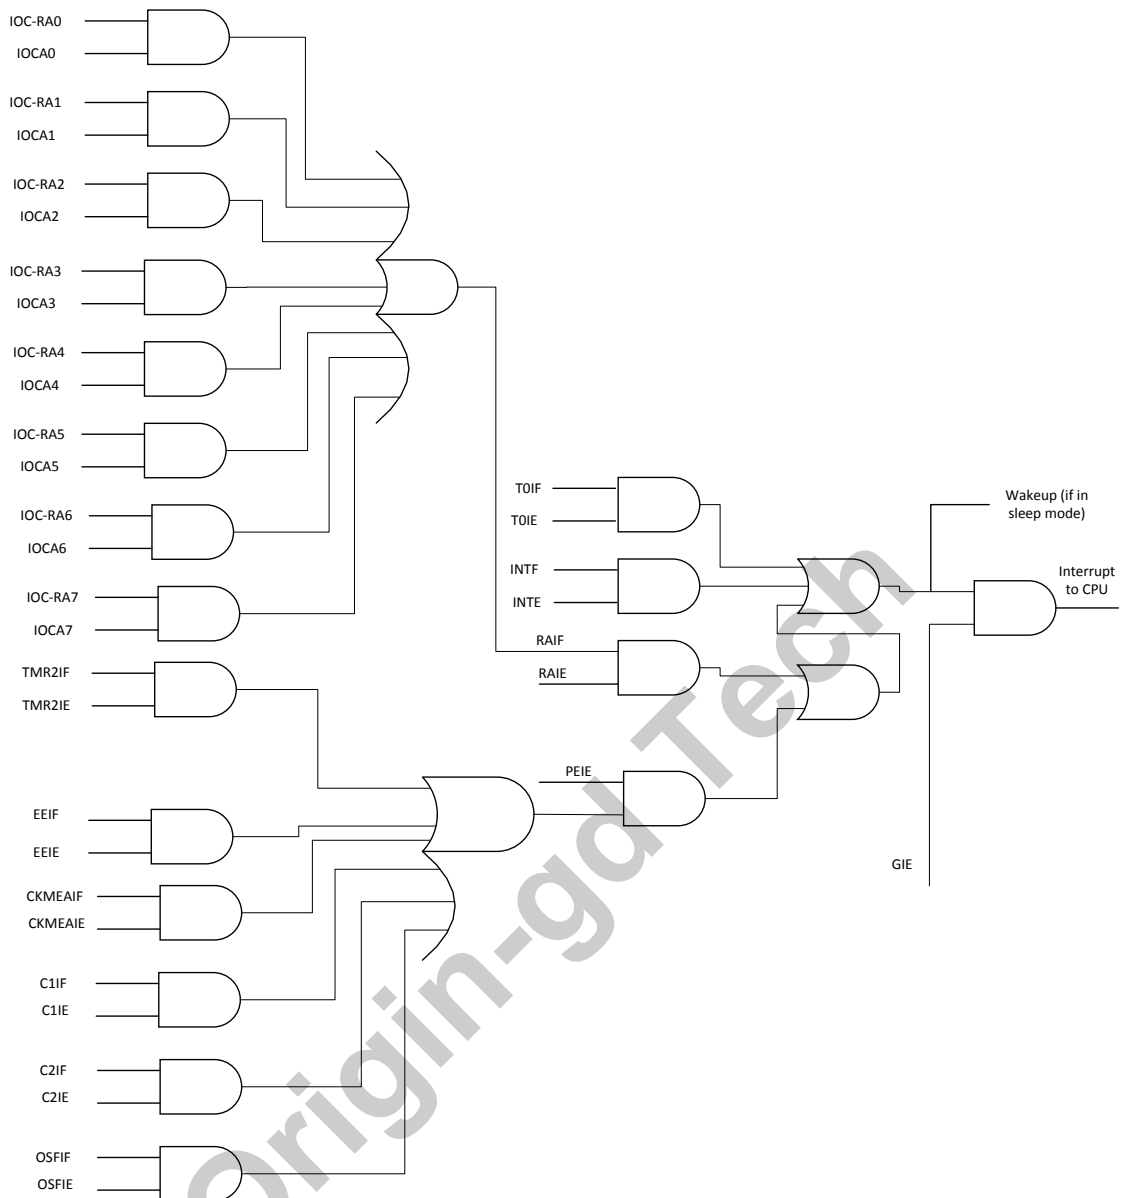 IOC-RA0
IOCA0
IOC-RA1
IOCA1
IOC-RA2
IOCA2
IOC-RA3
IOCA3
IOC-RA4
IOCA4
IOC-RA5
IOCA5
IOC-RA6
IOCA6
IOC-RA7
IOCA7
TMR2IF
TMR2IE
EEIF
EEIE
CKMEAIF
CKMEAIE
C1IF
C1IE
C2IF
C2IE
OSFIF
OSFIE
T0IF
T0IE
INTF
INTE
RAIF
RAIE
PEIE
Wakeup (if in
sleep mode)
Interrupt
to CPU
GIE
Origin-gd Tech